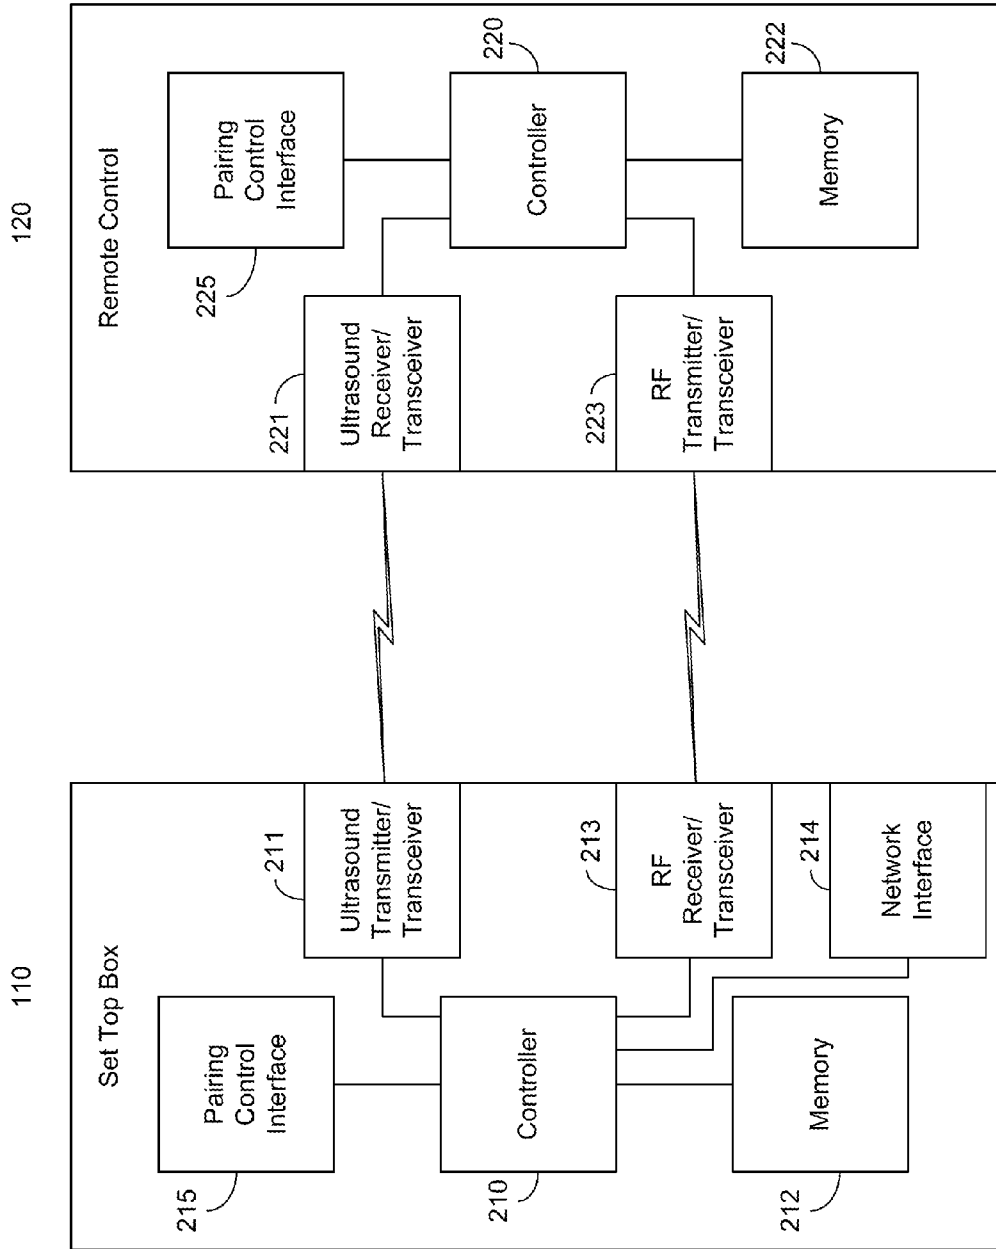 110
Set Top Box
215
Pairing
Control
Interface
210
Controller
212
Memory
211
Ultrasound
Transmitter/
Transceiver
213
RF
Receiver/
Transceiver
214
Network
Interface
120
Remote Control
221
Ultrasound
Receiver/
Transceiver
223
RF
Transmitter/
Transceiver
225
Pairing
Control
Interface
220
Controller
222
Memory